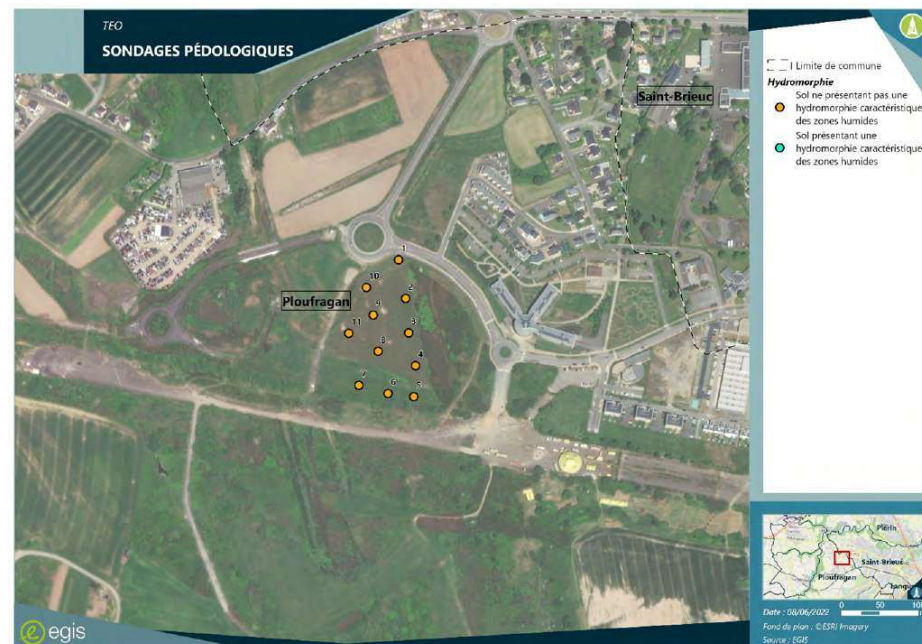 TEO
SONDAGES PÉDOLOGIQUES
Saint-Brieuc
Ploufragan
1
10
2
9
11
3
8
4
7
6
5
Limite de commune
Hydromorphie
Sol ne présentant pas une
hydromorphie caractéristique
des zones humides
Sol présentant une
hydromorphie caractéristique
des zones humides
Plérin
Saint-Brieuc
Ploufragan
Date : 08/06/2022
0 50
Fond de plan : ©ESRI Imagery
Source : EGIS
egis